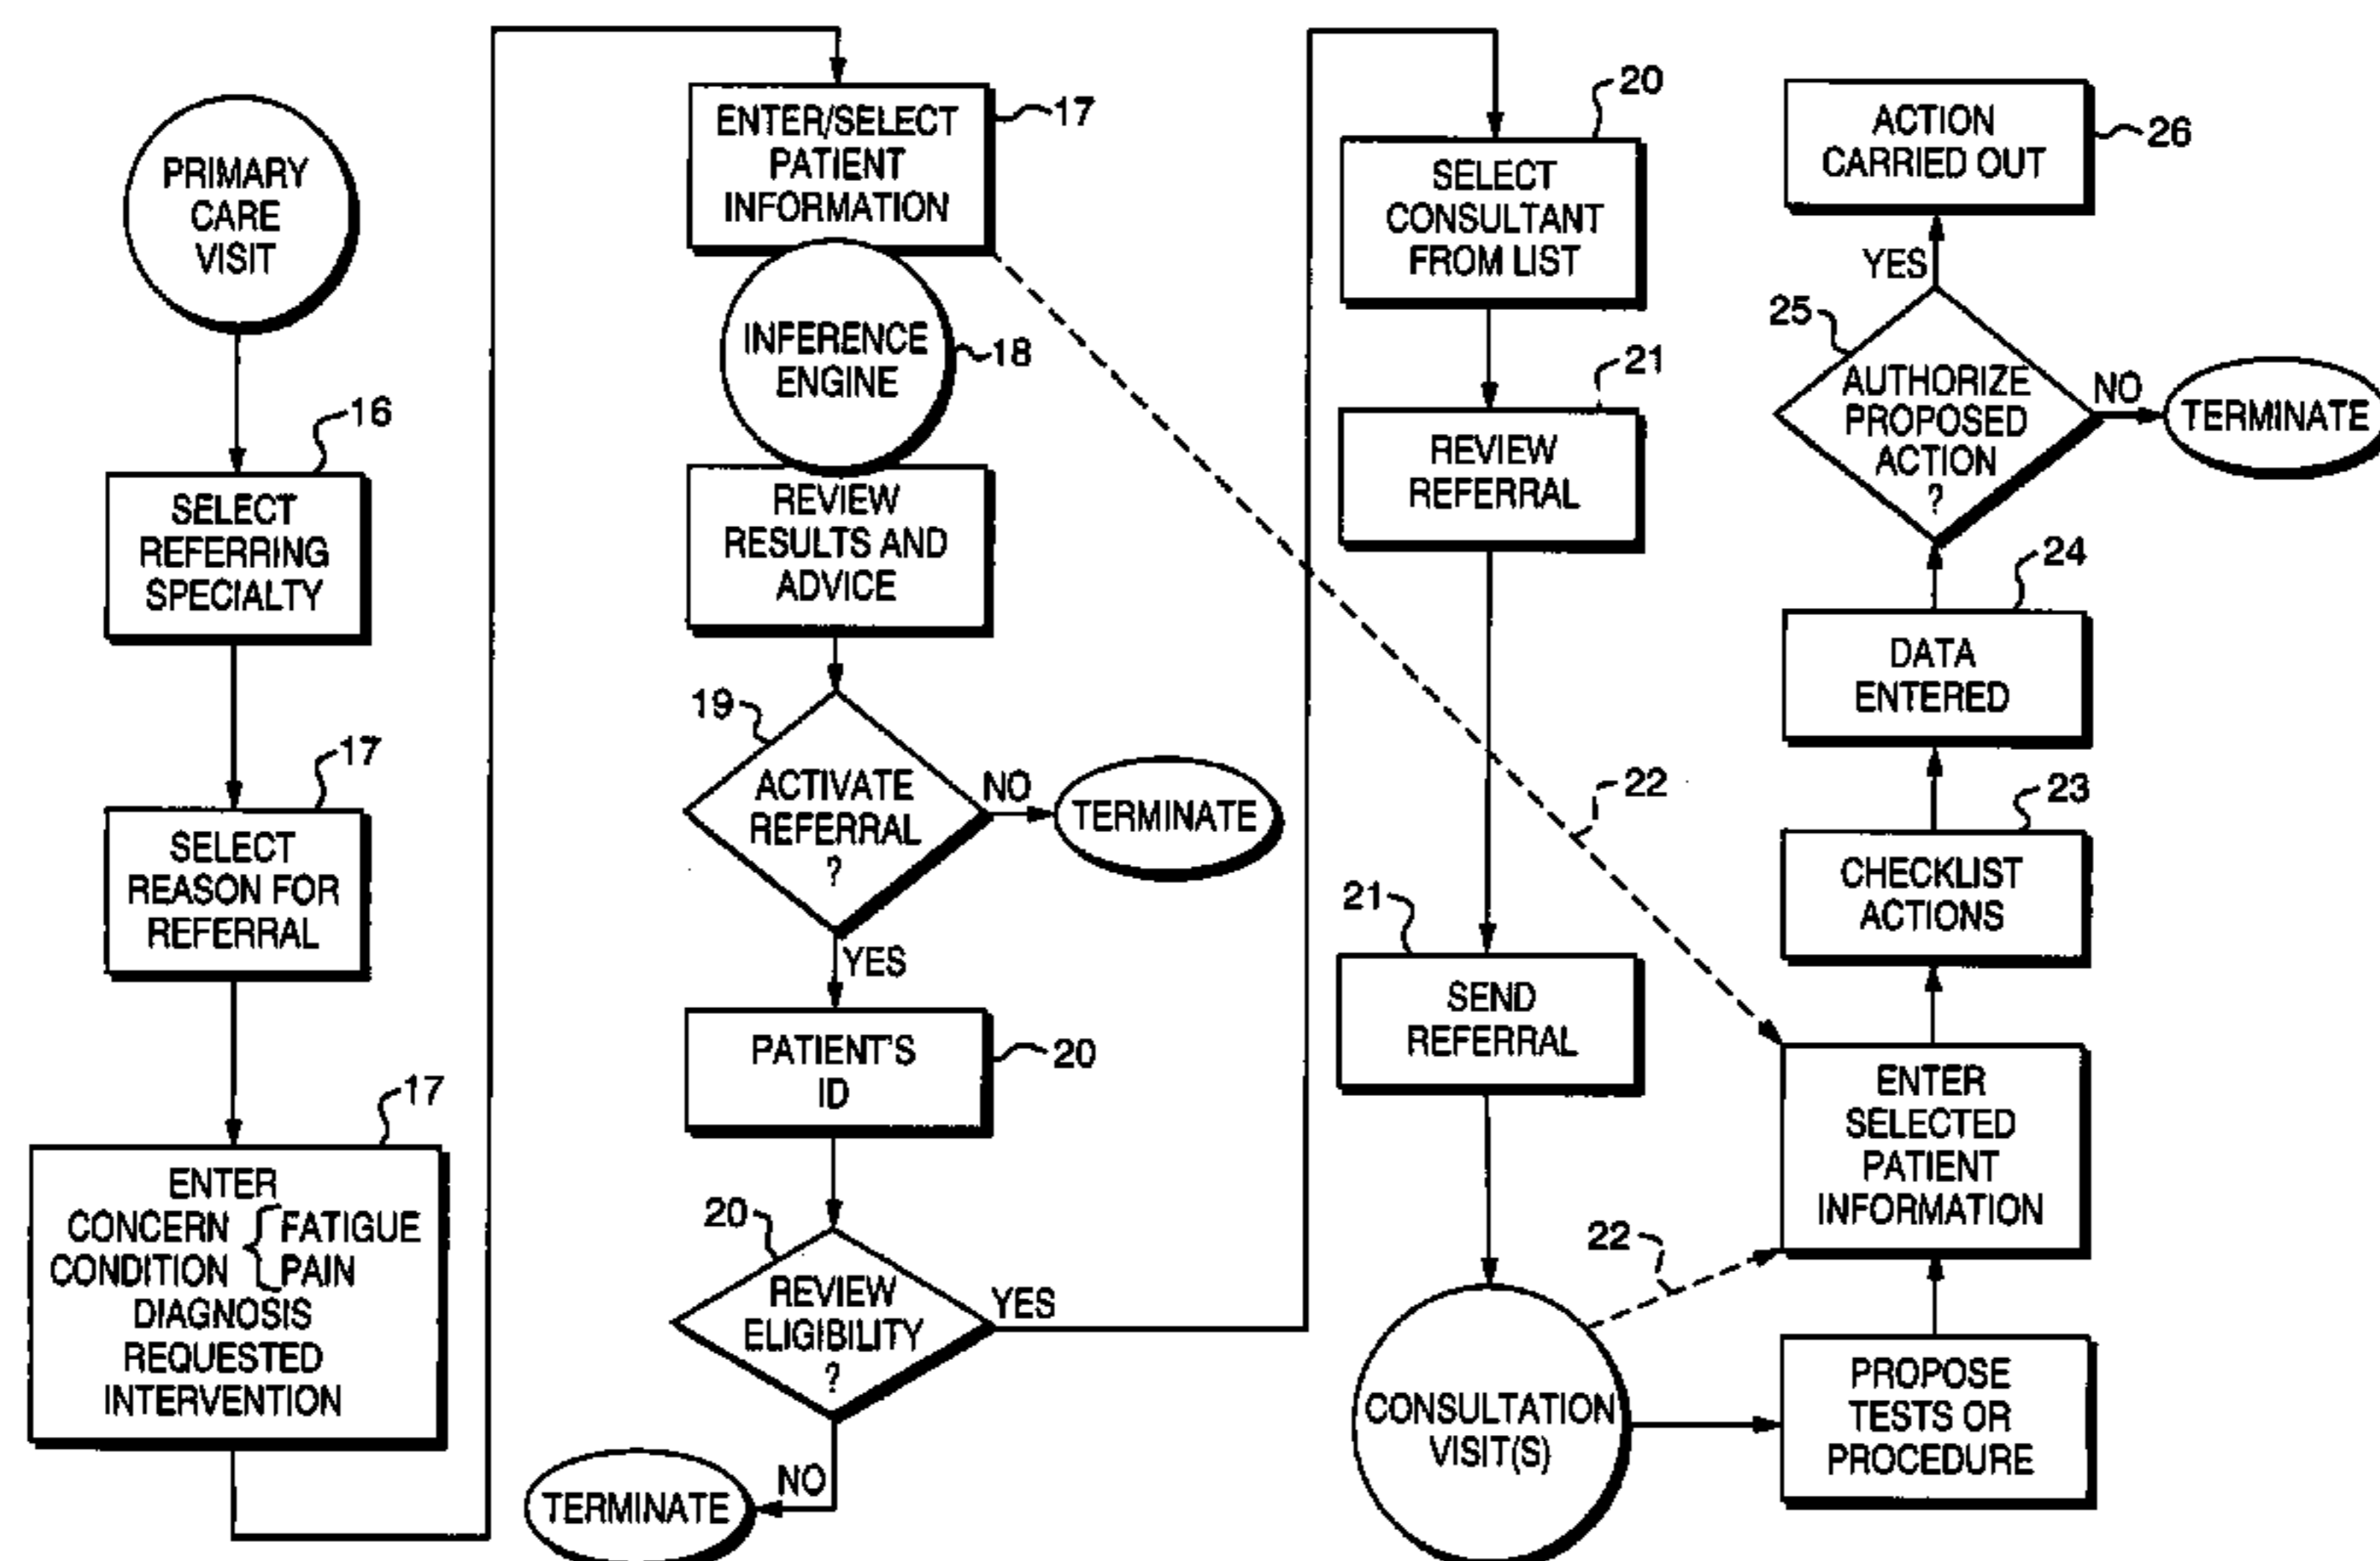 PRIMARY
CARE
VISIT
16
SELECT
REFERRING
SPECIALTY
17
SELECT
REASON FOR
REFERRAL
17
ENTER
CONCERN { FATIGUE
CONDITION { PAIN
DIAGNOSIS
REQUESTED
INTERVENTION
ENTER/SELECT
PATIENT
INFORMATION
17
INFERENCE
ENGINE
18
REVIEW
RESULTS AND
ADVICE
19
ACTIVATE
REFERRAL
?
NO
TERMINATE
YES
PATIENT'S
ID
20
20
REVIEW
ELIGIBILITY
?
YES
NO
TERMINATE
20
SELECT
CONSULTANT
FROM LIST
21
REVIEW
REFERRAL
22
21
SEND
REFERRAL
CONSULTATION
VISIT(S)
22
PROPOSE
TESTS OR
PROCEDURE
ENTER
SELECTED
PATIENT
INFORMATION
23
CHECKLIST
ACTIONS
24
DATA
ENTERED
25
AUTHORIZE
PROPOSED
ACTION
?
NO
TERMINATE
YES
ACTION
CARRIED OUT
26